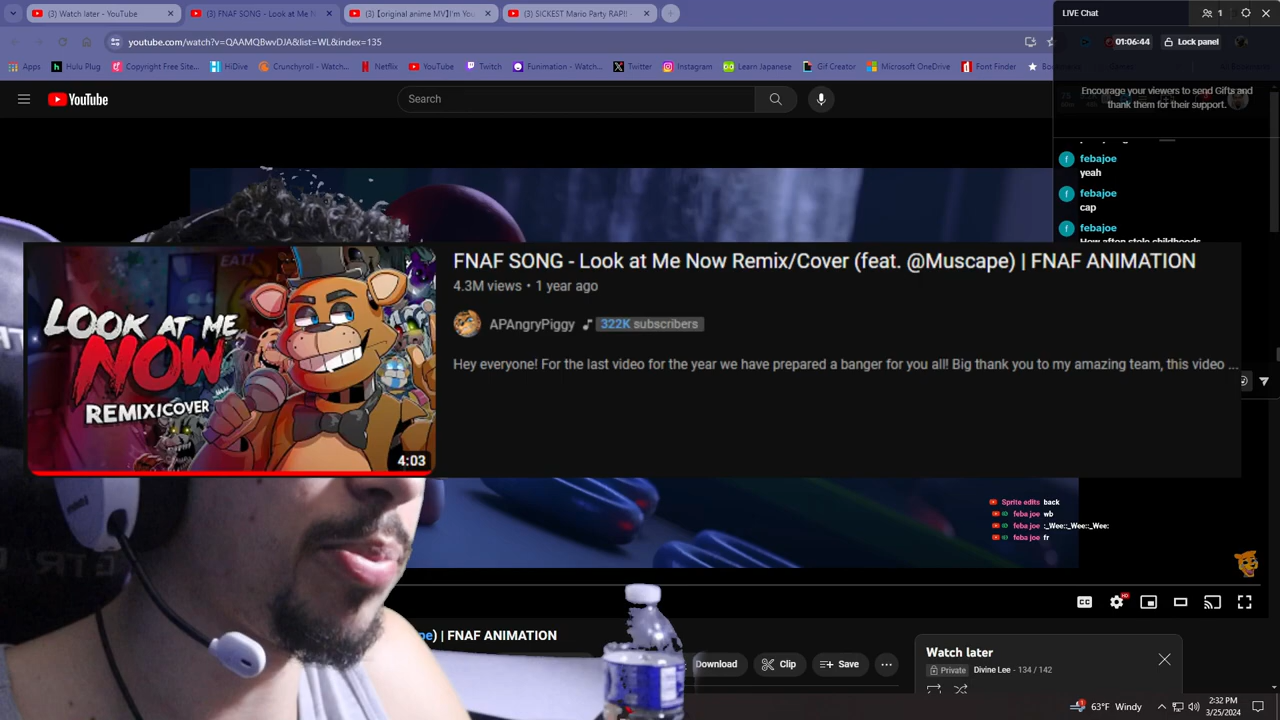 (3) Watch later - YouTube
(3) FNAF SONG - Look at Me N
(3) 【original anime MV】I'm You
(3) SICKEST Mario Party RAP!! -
LIVE Chat
1
youtube.com/watch?v=QAAMQBwvDJA&list=WL&index=135
01:06:44
Lock panel
Apps
Hulu Plug
Copyright Free Site...
HiDive
Crunchyroll - Watch...
Netflix
YouTube
Twitch
Funimation - Watch...
Twitter
Instagram
Learn Japanese
Gif Creator
Microsoft OneDrive
Font Finder
YouTube
Search
Encourage your viewers to send Gifts and
thank them for their support.
febajoe
yeah
febajoe
cap
febajoe
How afton stole childhoods
EAT!
LOOK AT ME
NOW
REMIX/COVER
4:03
FNAF SONG - Look at Me Now Remix/Cover (feat. @Muscape) | FNAF ANIMATION
4.3M views • 1 year ago
APAngryPiggy
322K subscribers
Hey everyone! For the last video for the year we have prepared a banger for you all! Big thank you to my amazing team, this video ...
Sprite edits back
feba joe wb
feba joe :_Wee::_Wee::_Wee:
feba joe fr
HD
pe) | FNAF ANIMATION
Download
Clip
Save
Watch later
Private
Divine Lee - 134 / 142
63°F Windy
2:32 PM
3/25/2024